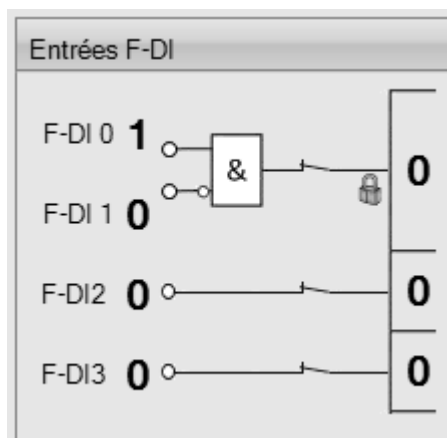 Entrées F-DI
F-DI 0 1
&
0
F-DI 1 0
F-DI2 0 0
F-DI3 0 0